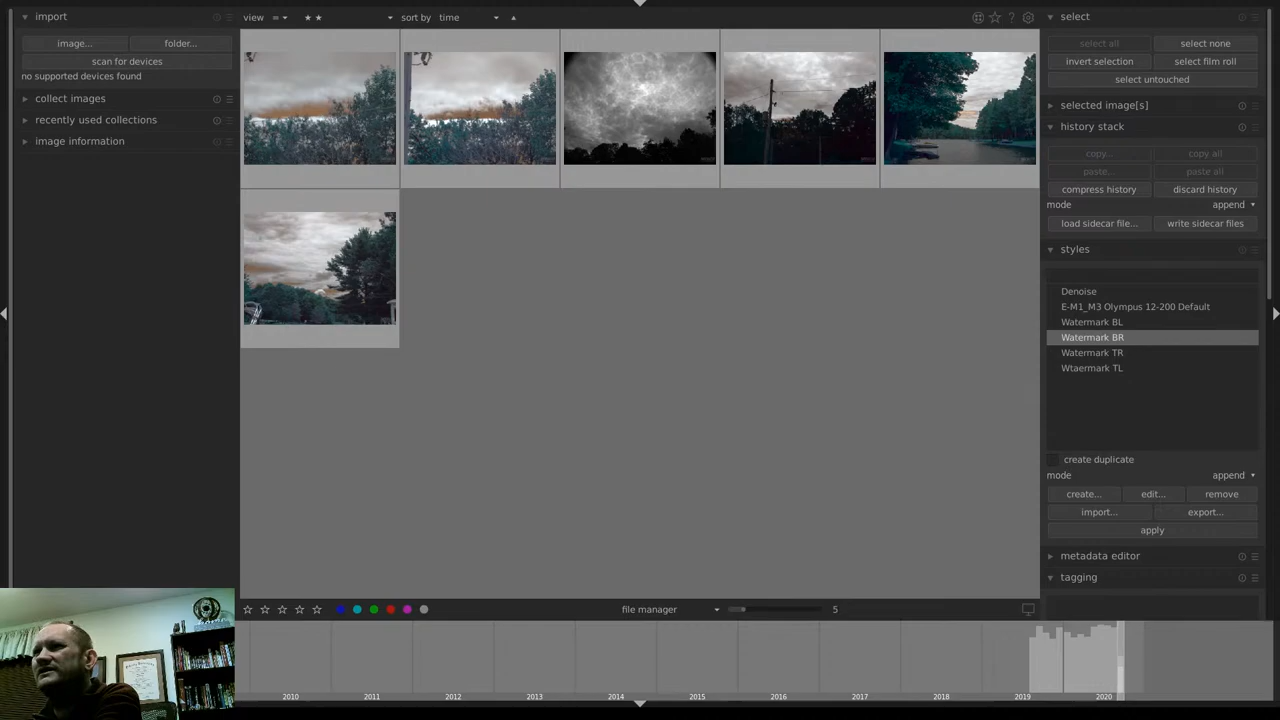 import
image...
folder...
scan for devices
no supported devices found
collect images
recently used collections
image information
view = ★ ★ sort by time
select
select all
select none
invert selection
select film roll
select untouched
selected image[s]
history stack
copy...
copy all
paste...
paste all
compress history
discard history
mode append
load sidecar file...
write sidecar files
styles
Denoise
E-M1_M3 Olympus 12-200 Default
Watermark BL
Watermark BR
Watermark TR
Wtaermark TL
create duplicate
mode append
create...
edit...
remove
import...
export...
apply
metadata editor
tagging
file manager 5
2010 2011 2012 2013 2014 2015 2016 2017 2018 2019 2020